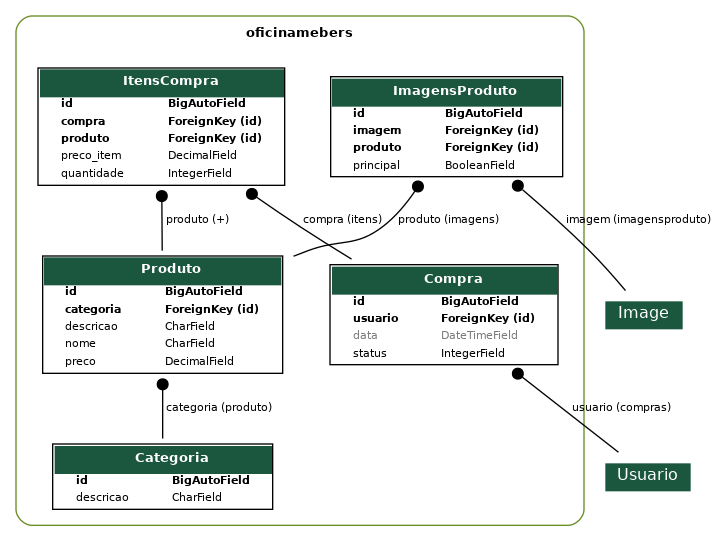 oficinamebers
ItensCompra
id BigAutoField
compra ForeignKey (id)
produto ForeignKey (id)
preco_item DecimalField
quantidade IntegerField
ImagensProduto
id BigAutoField
imagem ForeignKey (id)
produto ForeignKey (id)
principal BooleanField
produto (+)
compra (itens)
produto (imagens)
imagem (imagensproduto)
Produto
id BigAutoField
categoria ForeignKey (id)
descricao CharField
nome CharField
preco DecimalField
Compra
id BigAutoField
usuario ForeignKey (id)
data DateTimeField
status IntegerField
Image
categoria (produto)
usuario (compras)
Categoria
id BigAutoField
descricao CharField
Usuario